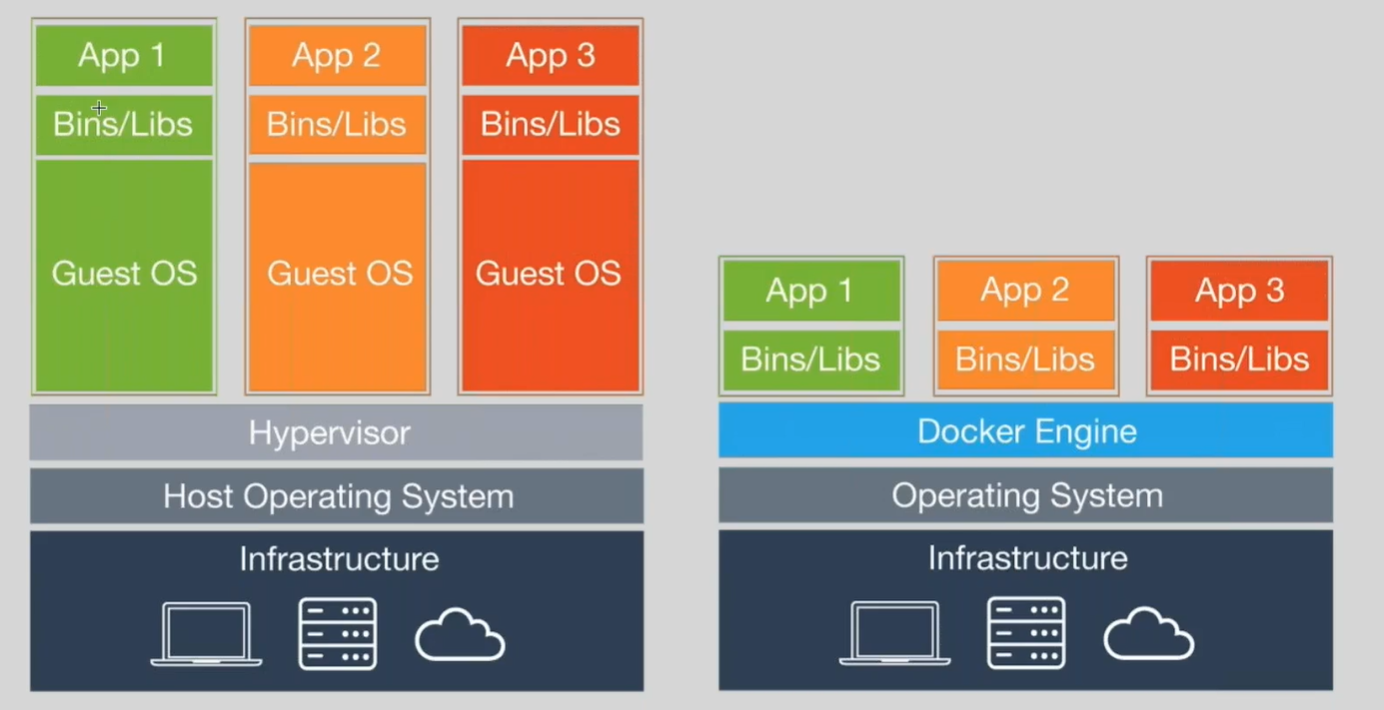 App 1
App 2
App 3
Bins/Libs
Bins/Libs
Bins/Libs
Guest OS
Guest OS
Guest OS
Hypervisor
Host Operating System
Infrastructure
App 1
App 2
App 3
Bins/Libs
Bins/Libs
Bins/Libs
Docker Engine
Operating System
Infrastructure